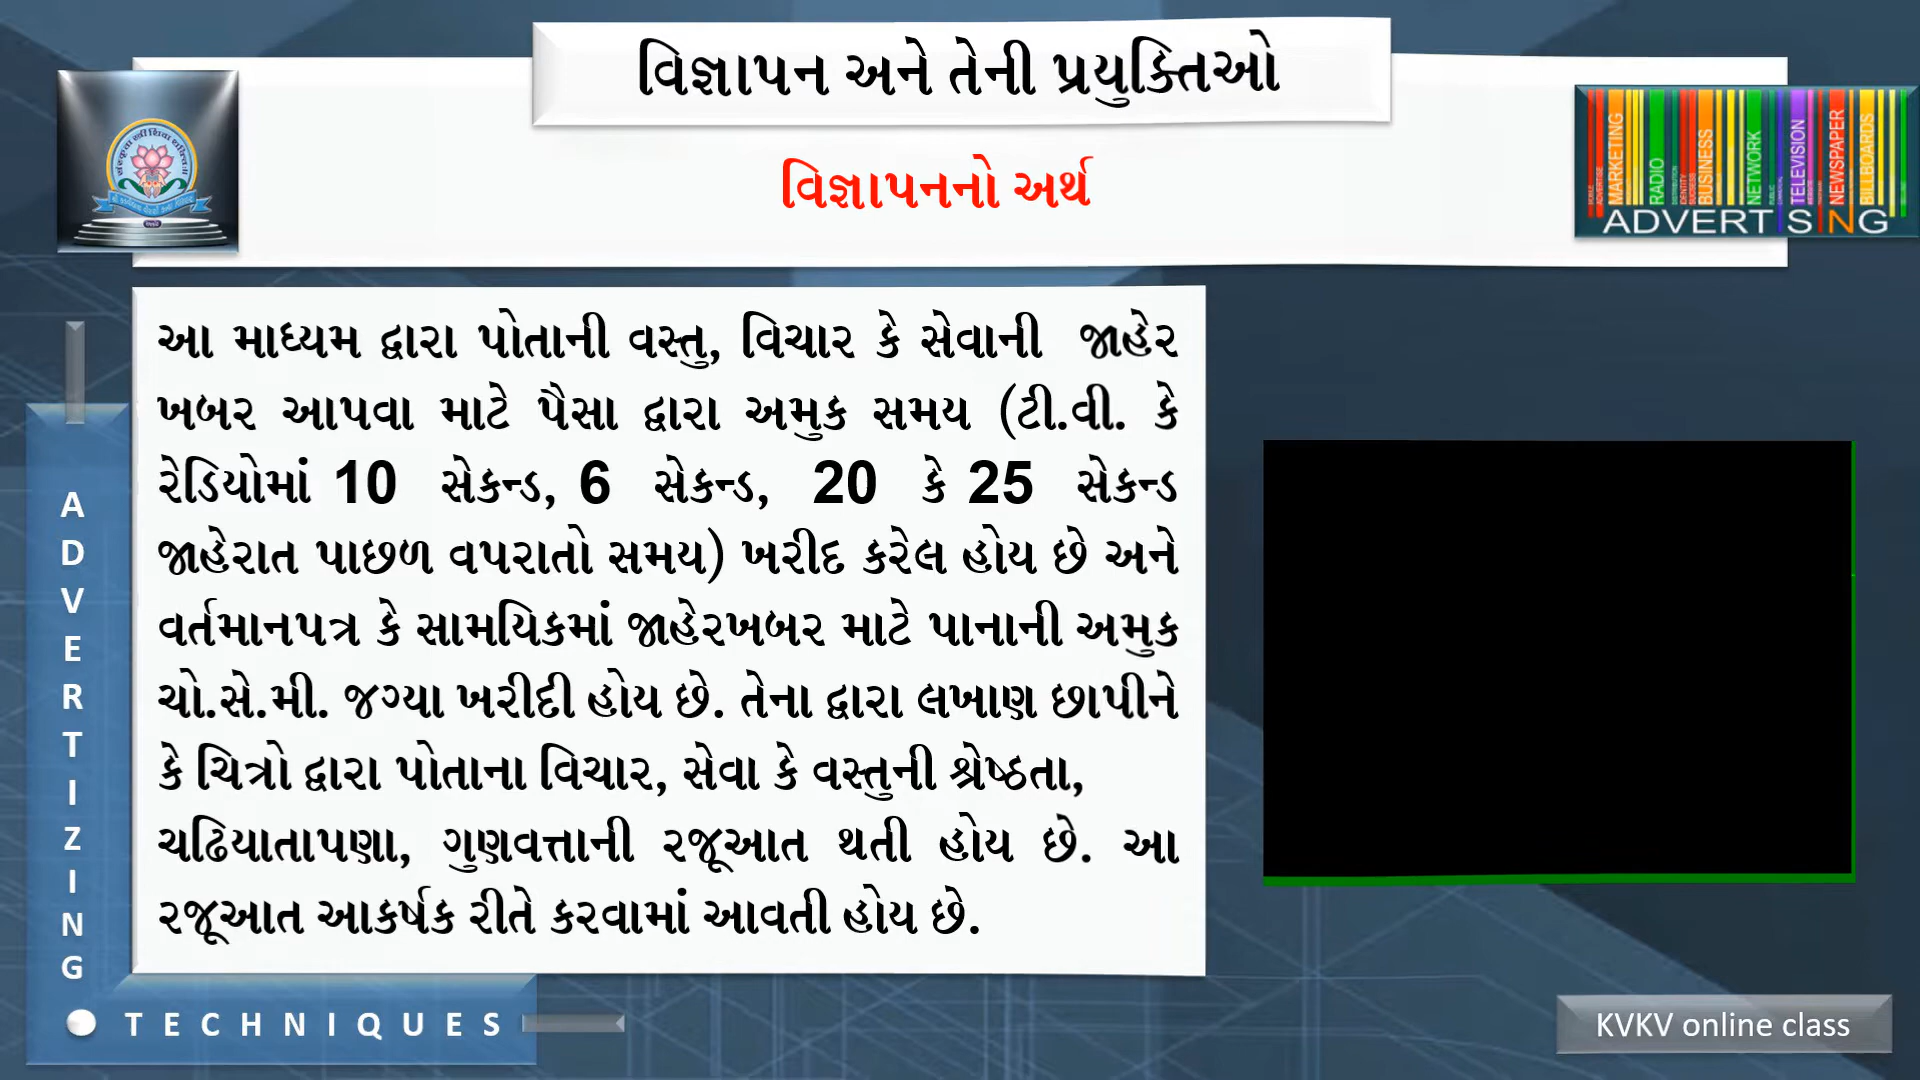 વિજ્ઞાપન અને તેની પ્રયુક્તિઓ
વિજ્ઞાપનનો અર્થ
MARKETING
RADIO
BUSINESS
NETWORK
TELEVISION
NEWSPAPER
BILLBOARDS
ADVERTISING
આ માધ્યમ દ્વારા પોતાની વસ્તુ, વિચાર કે સેવાની જાહેર
ખબર આપવા માટે પૈસા દ્વારા અમુક સમય (ટી.વી. કે
રેડિયોમાં 10 સેકન્ડ, 6 સેકન્ડ, 20 કે 25 સેકન્ડ
જાહેરાત પાછળ વપરાતો સમય) ખરીદ કરેલ હોય છે અને
વર્તમાનપત્ર કે સામયિકમાં જાહેરખબર માટે પાનાની અમુક
ચો.સે.મી. જગ્યા ખરીદી હોય છે. તેના દ્વારા લખાણ છાપીને
કે ચિત્રો દ્વારા પોતાના વિચાર, સેવા કે વસ્તુની શ્રેષ્ઠતા,
ચઢિયાતાપણા, ગુણવત્તાની રજૂઆત થતી હોય છે. આ
રજૂઆત આકર્ષક રીતે કરવામાં આવતી હોય છે.
ADVERTIZING
TECHNIQUES
KVKV online class